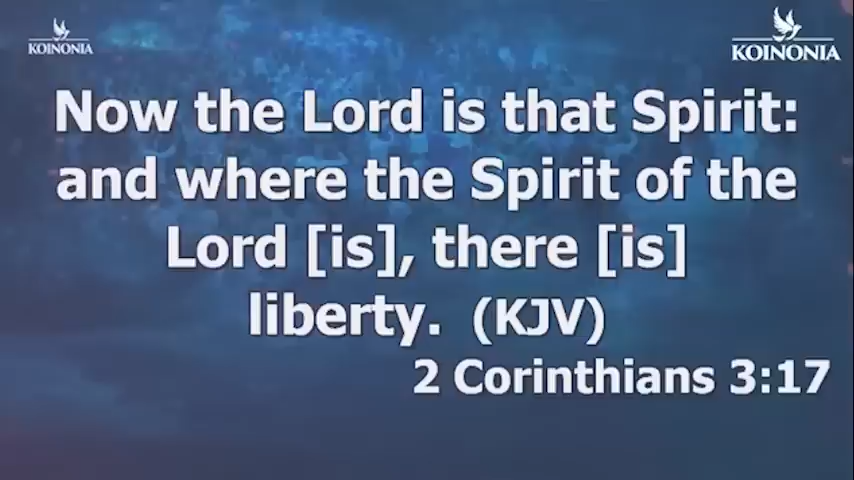 KOINONIA
KOINONIA
Now the Lord is that Spirit:
and where the Spirit of the
Lord [is], there [is]
liberty. (KJV)
2 Corinthians 3:17